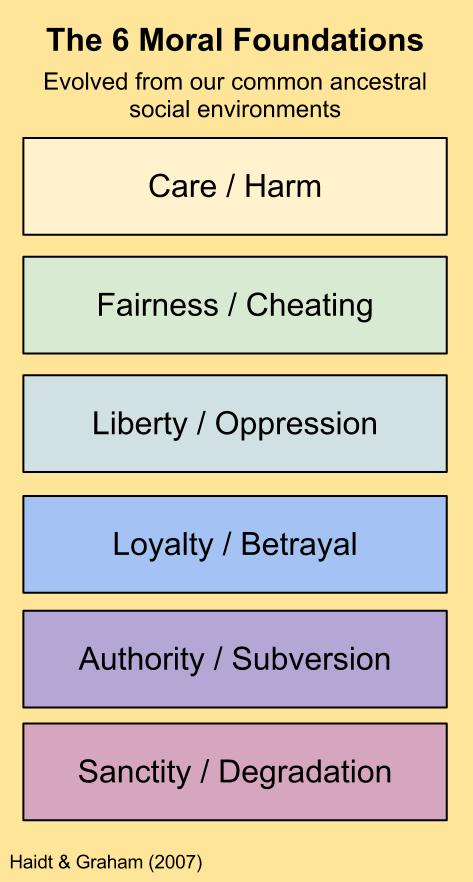 The 6 Moral Foundations
Evolved from our common ancestral
social environments
Care / Harm
Fairness / Cheating
Liberty / Oppression
Loyalty / Betrayal
Authority / Subversion
Sanctity / Degradation
Haidt & Graham (2007)